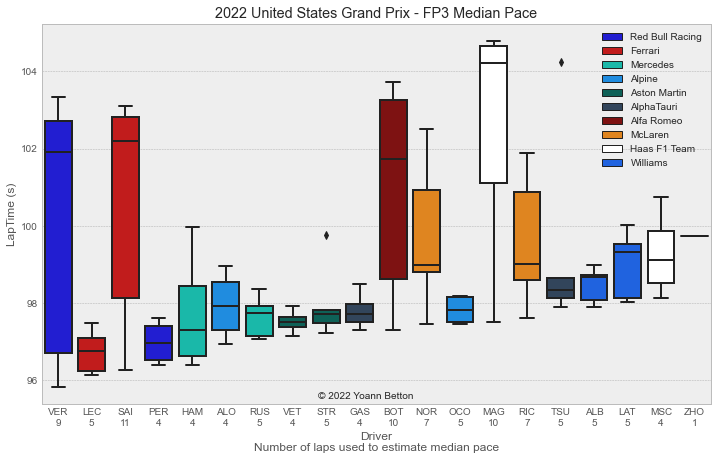 2022 United States Grand Prix - FP3 Median Pace
Red Bull Racing
Ferrari
Mercedes
Alpine
Aston Martin
AlphaTauri
Alfa Romeo
McLaren
Haas F1 Team
Williams
LapTime (s)
104
102
100
98
96
© 2022 Yoann Betton
VER LEC SAI PER HAM ALO RUS VET STR GAS BOT NOR OCO MAG RIC TSU ALB LAT MSC ZHO
9 5 11 4 4 4 5 4 5 4 10 7 5 10 7 5 5 5 4 1
Driver
Number of laps used to estimate median pace